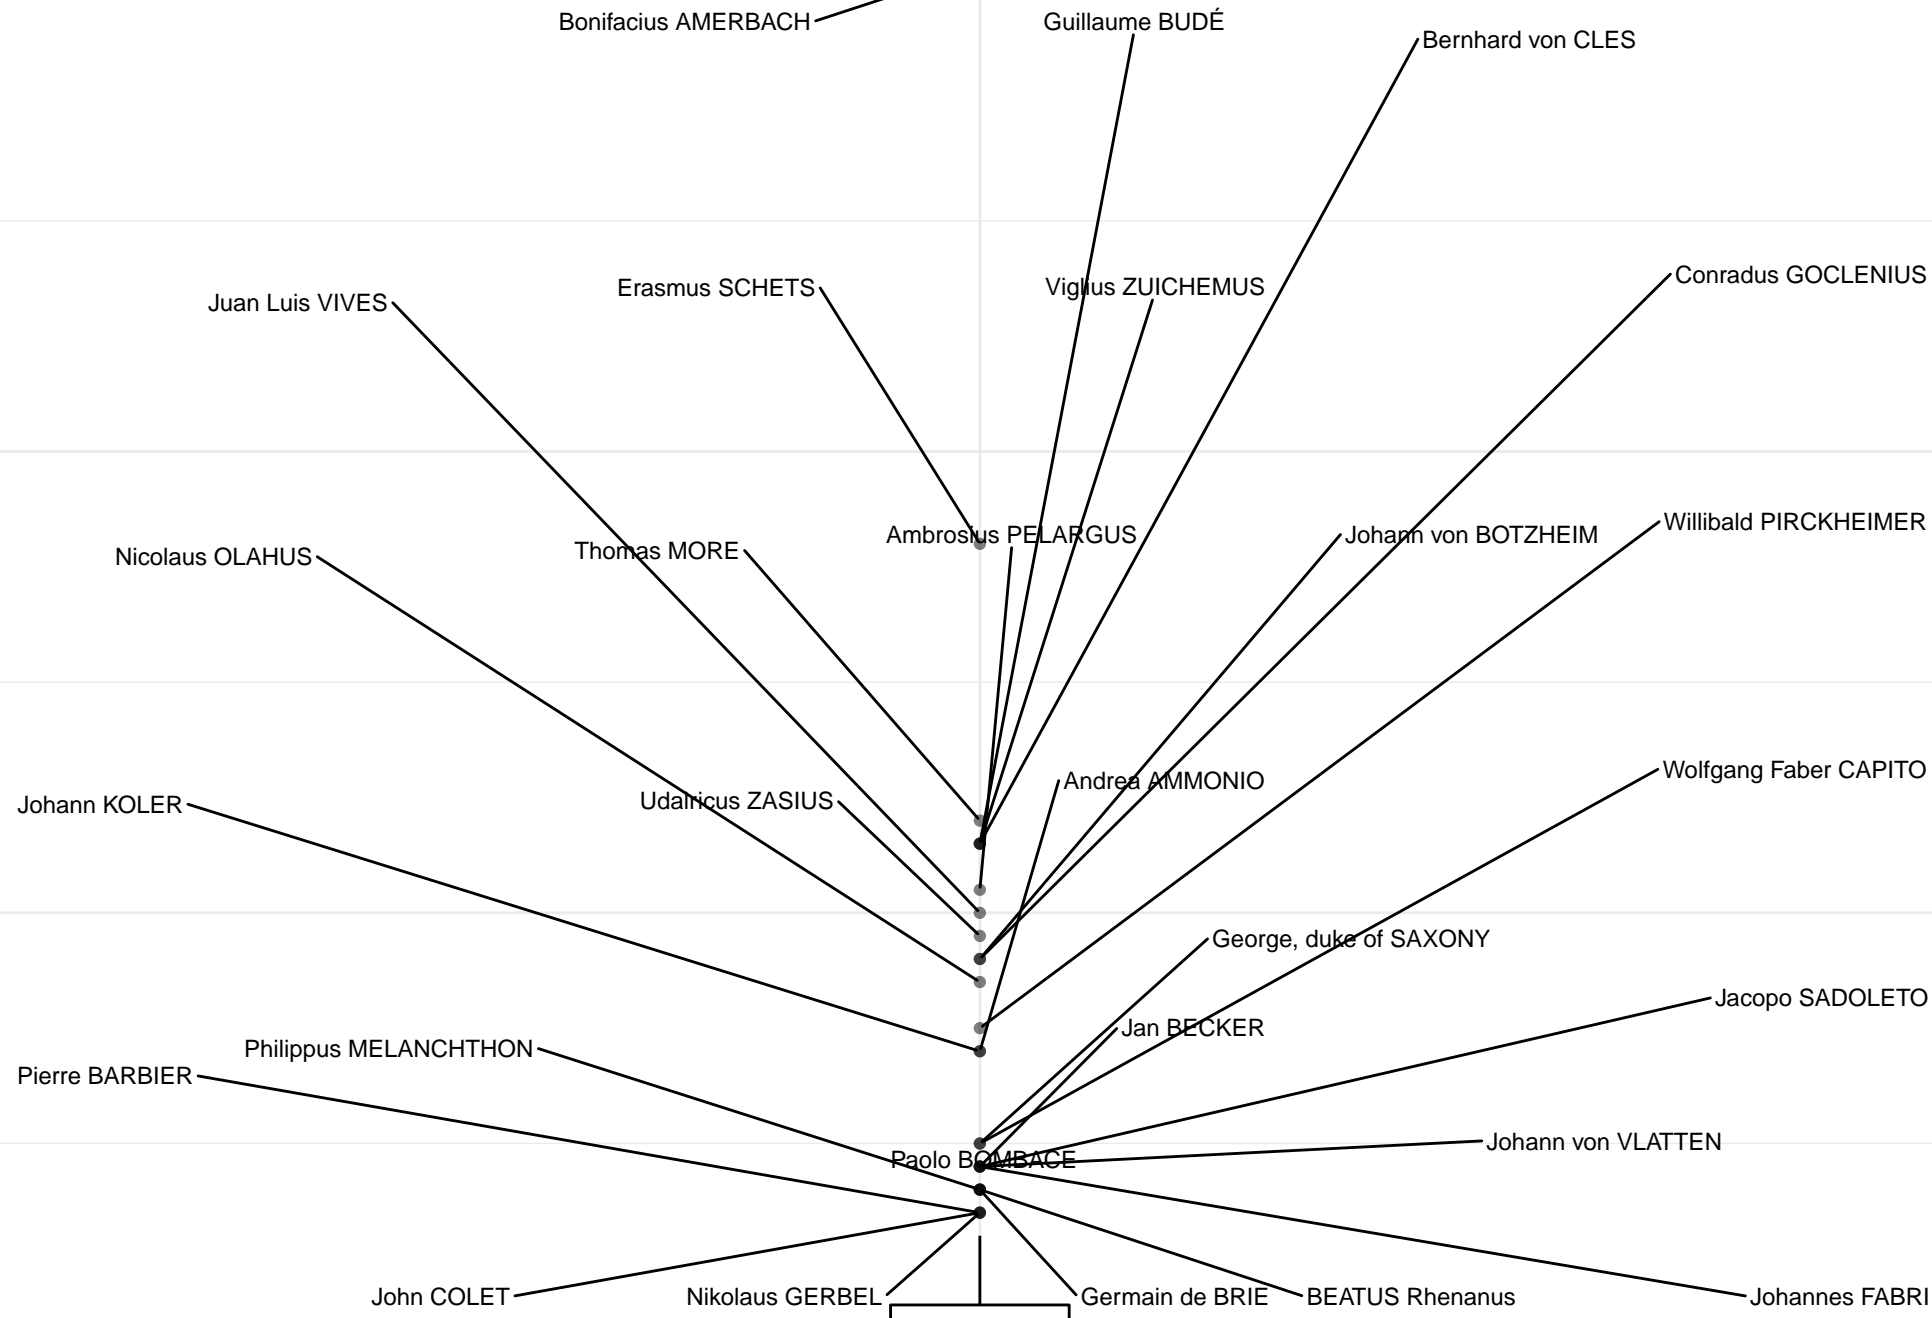 Bonifacius AMERBACH
Guillaume BUDÉ
Bernhard von CLES
Juan Luis VIVES
Erasmus SCHETS
Viglius ZUICHEMUS
Conradus GOCLENIUS
Nicolaus OLAHUS
Thomas MORE
Ambrosius PELARGUS
Johann von BOTZHEIM
Willibald PIRCKHEIMER
Johann KOLER
Udalricus ZASIUS
Andrea AMMONIO
Wolfgang Faber CAPITO
George, duke of SAXONY
Jacopo SADOLETO
Jan BECKER
Philippus MELANCHTHON
Pierre BARBIER
Paolo BOMBACE
Johann von VLATTEN
John COLET
Nikolaus GERBEL
Germain de BRIE
BEATUS Rhenanus
Johannes FABRI